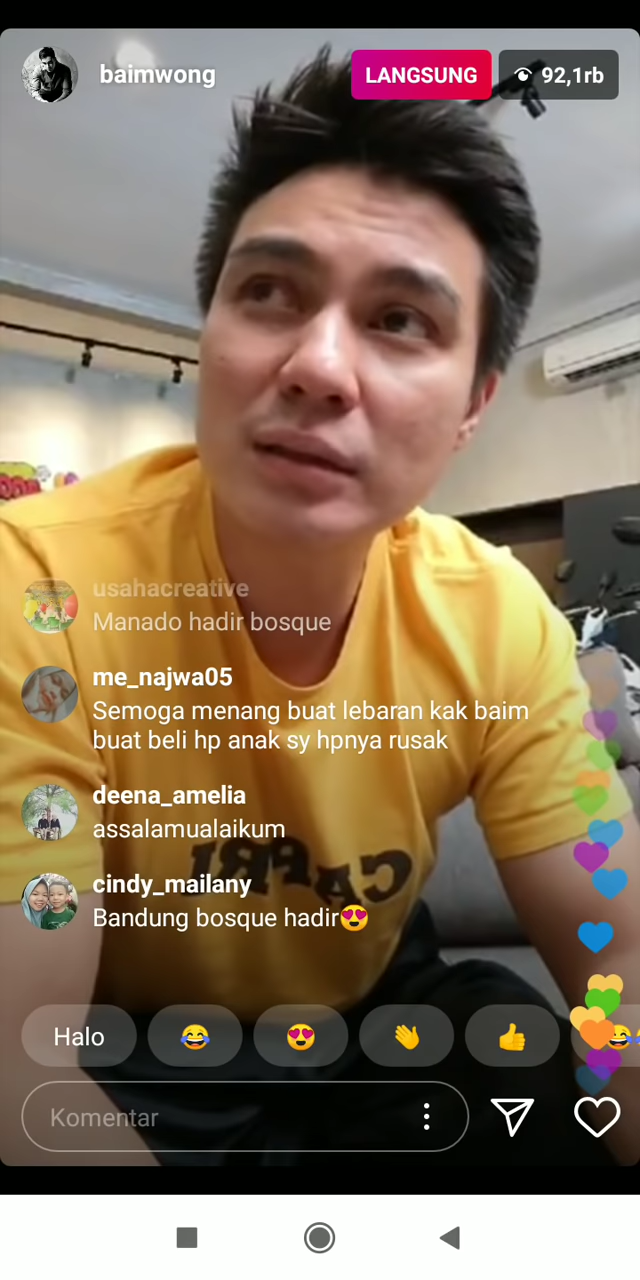 baimwong
LANGSUNG
92,1rb
usahacreative
Manado hadir bosque
me_najwa05
Semoga menang buat lebaran kak baim
buat beli hp anak sy hpnya rusak
deena_amelia
assalamualaikum
cindy_mailany
Bandung bosque hadir😍
Halo
😂
😍
👋
👍
Komentar